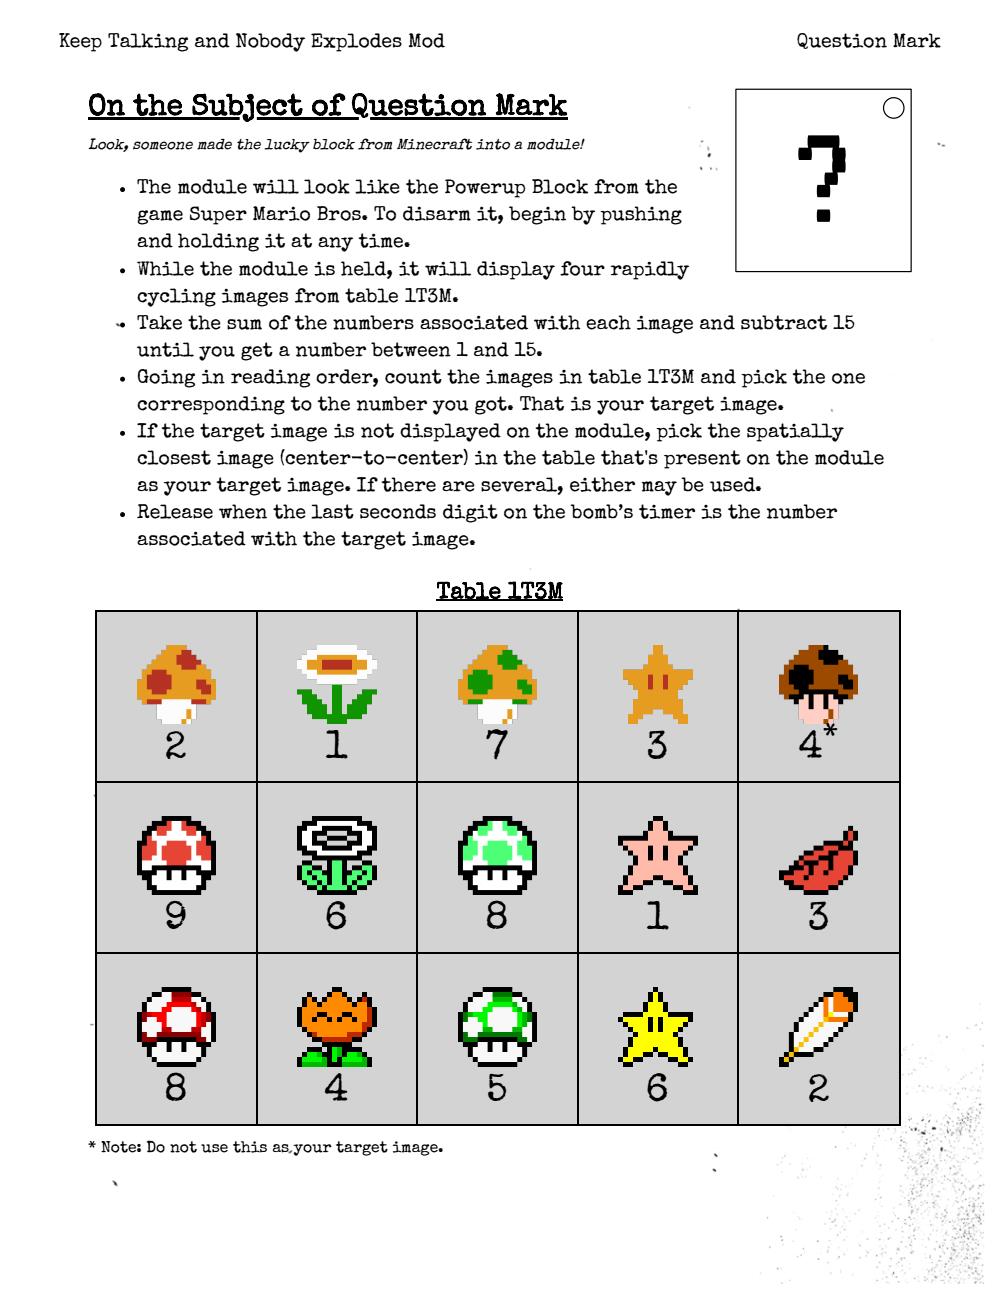 Keep Talking and Nobody Explodes Mod
Question Mark
On the Subject of Question Mark
Look, someone made the lucky block from Minecraft into a module!
?
• The module will look like the Powerup Block from the
game Super Mario Bros. To disarm it, begin by pushing
and holding it at any time.
• While the module is held, it will display four rapidly
cycling images from table 1T3M.
• Take the sum of the numbers associated with each image and subtract 15
until you get a number between 1 and 15.
• Going in reading order, count the images in table 1T3M and pick the one
corresponding to the number you got. That is your target image.
• If the target image is not displayed on the module, pick the spatially
closest image (center-to-center) in the table that's present on the module
as your target image. If there are several, either may be used.
• Release when the last seconds digit on the bomb’s timer is the number
associated with the target image.
Table 1T3M
2 1 7 3 4*
9 6 8 1 3
8 4 5 6 2
* Note: Do not use this as your target image.